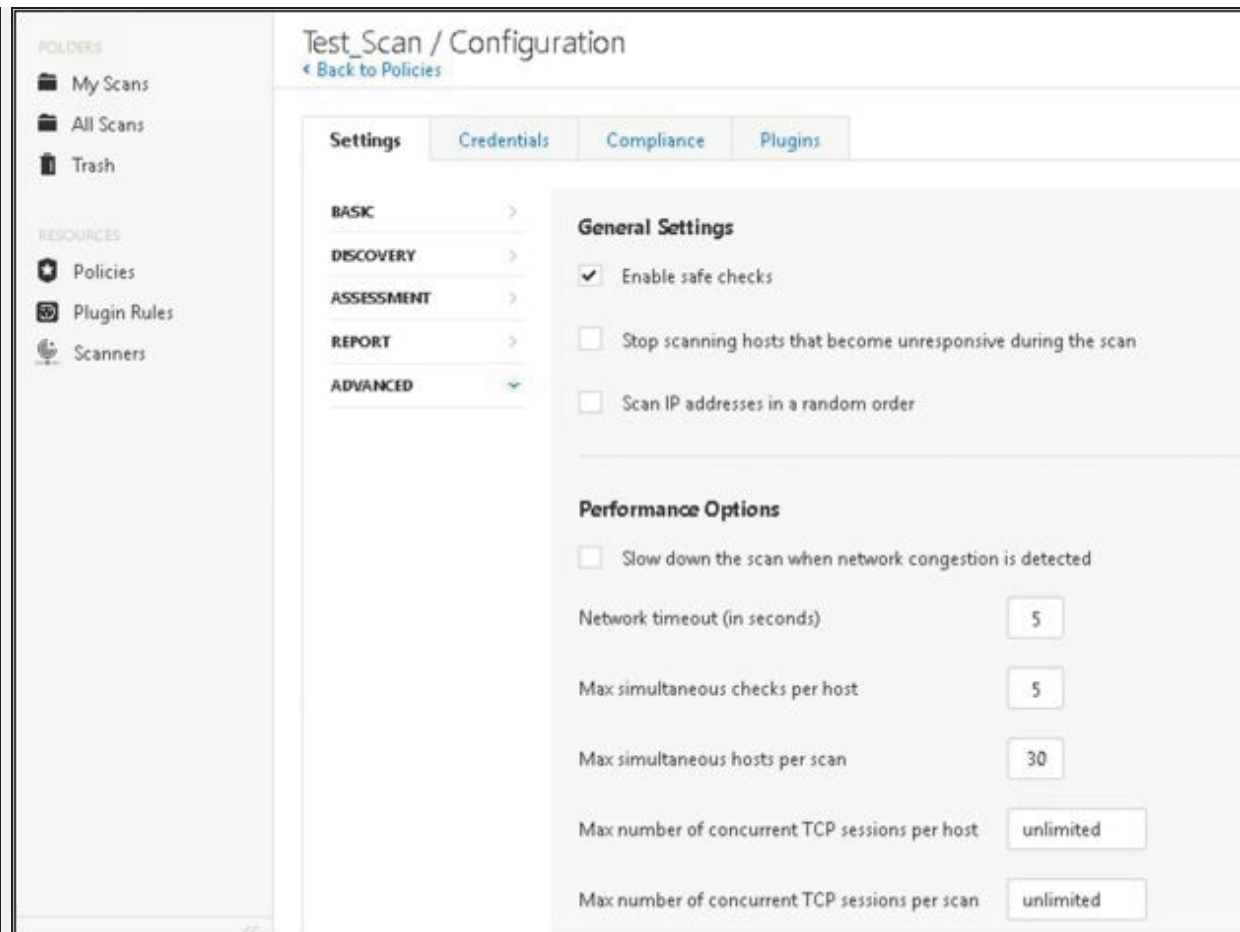 FOLDERS
My Scans
All Scans
Trash
RESOURCES
Policies
Plugin Rules
Scanners
Test_Scan / Configuration
‹ Back to Policies
Settings
Credentials
Compliance
Plugins
BASIC
DISCOVERY
ASSESSMENT
REPORT
ADVANCED
General Settings
Enable safe checks
Stop scanning hosts that become unresponsive during the scan
Scan IP addresses in a random order
Performance Options
Slow down the scan when network congestion is detected
Network timeout (in seconds) 5
Max simultaneous checks per host 5
Max simultaneous hosts per scan 30
Max number of concurrent TCP sessions per host unlimited
Max number of concurrent TCP sessions per scan unlimited